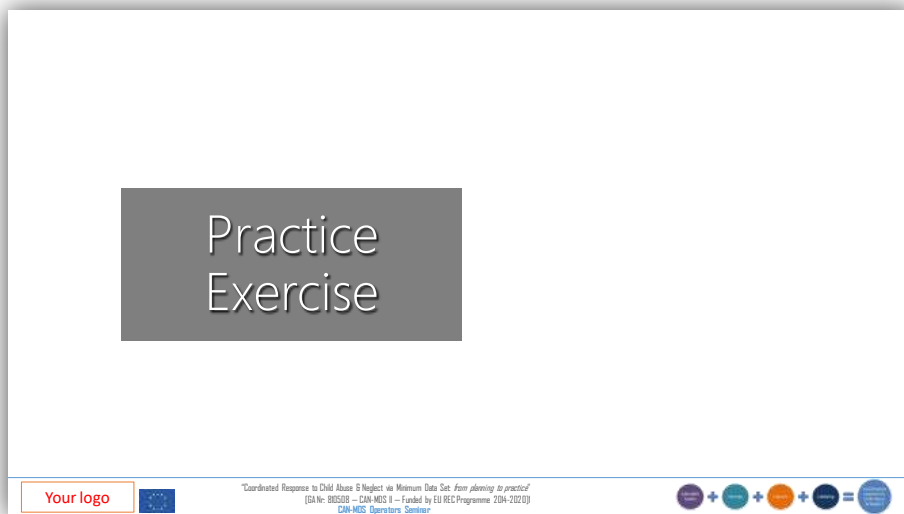 Practice
Exercise
Your logo
"Coordinated Response to Child Abuse & Neglect via Minimum Data Set: from planning to practice"
[GA Nr: 810508 – CAN-MDS II – Funded by EU REC Programme 2014-2020)]
CAN-MDS Operators Seminar
+ + + =